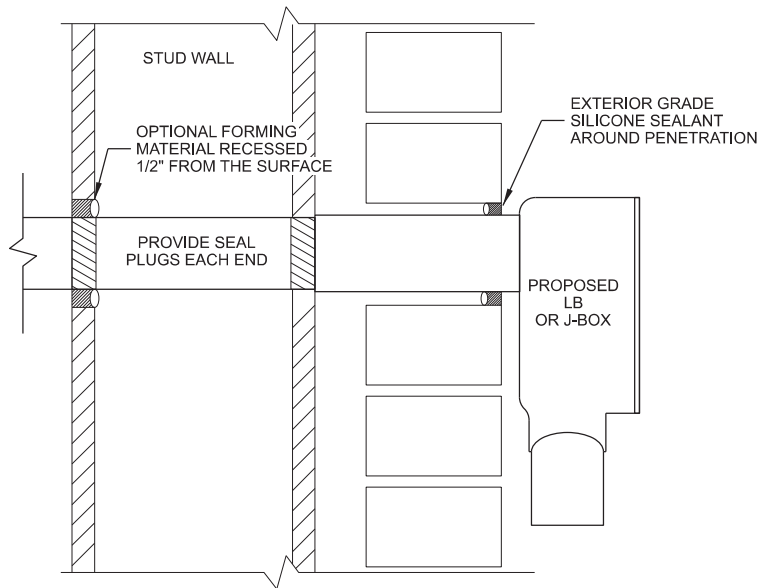 STUD WALL
OPTIONAL FORMING
MATERIAL RECESSED
1/2" FROM THE SURFACE
EXTERIOR GRADE
SILICONE SEALANT
AROUND PENETRATION
PROVIDE SEAL
PLUGS EACH END
PROPOSED
LB
OR J-BOX